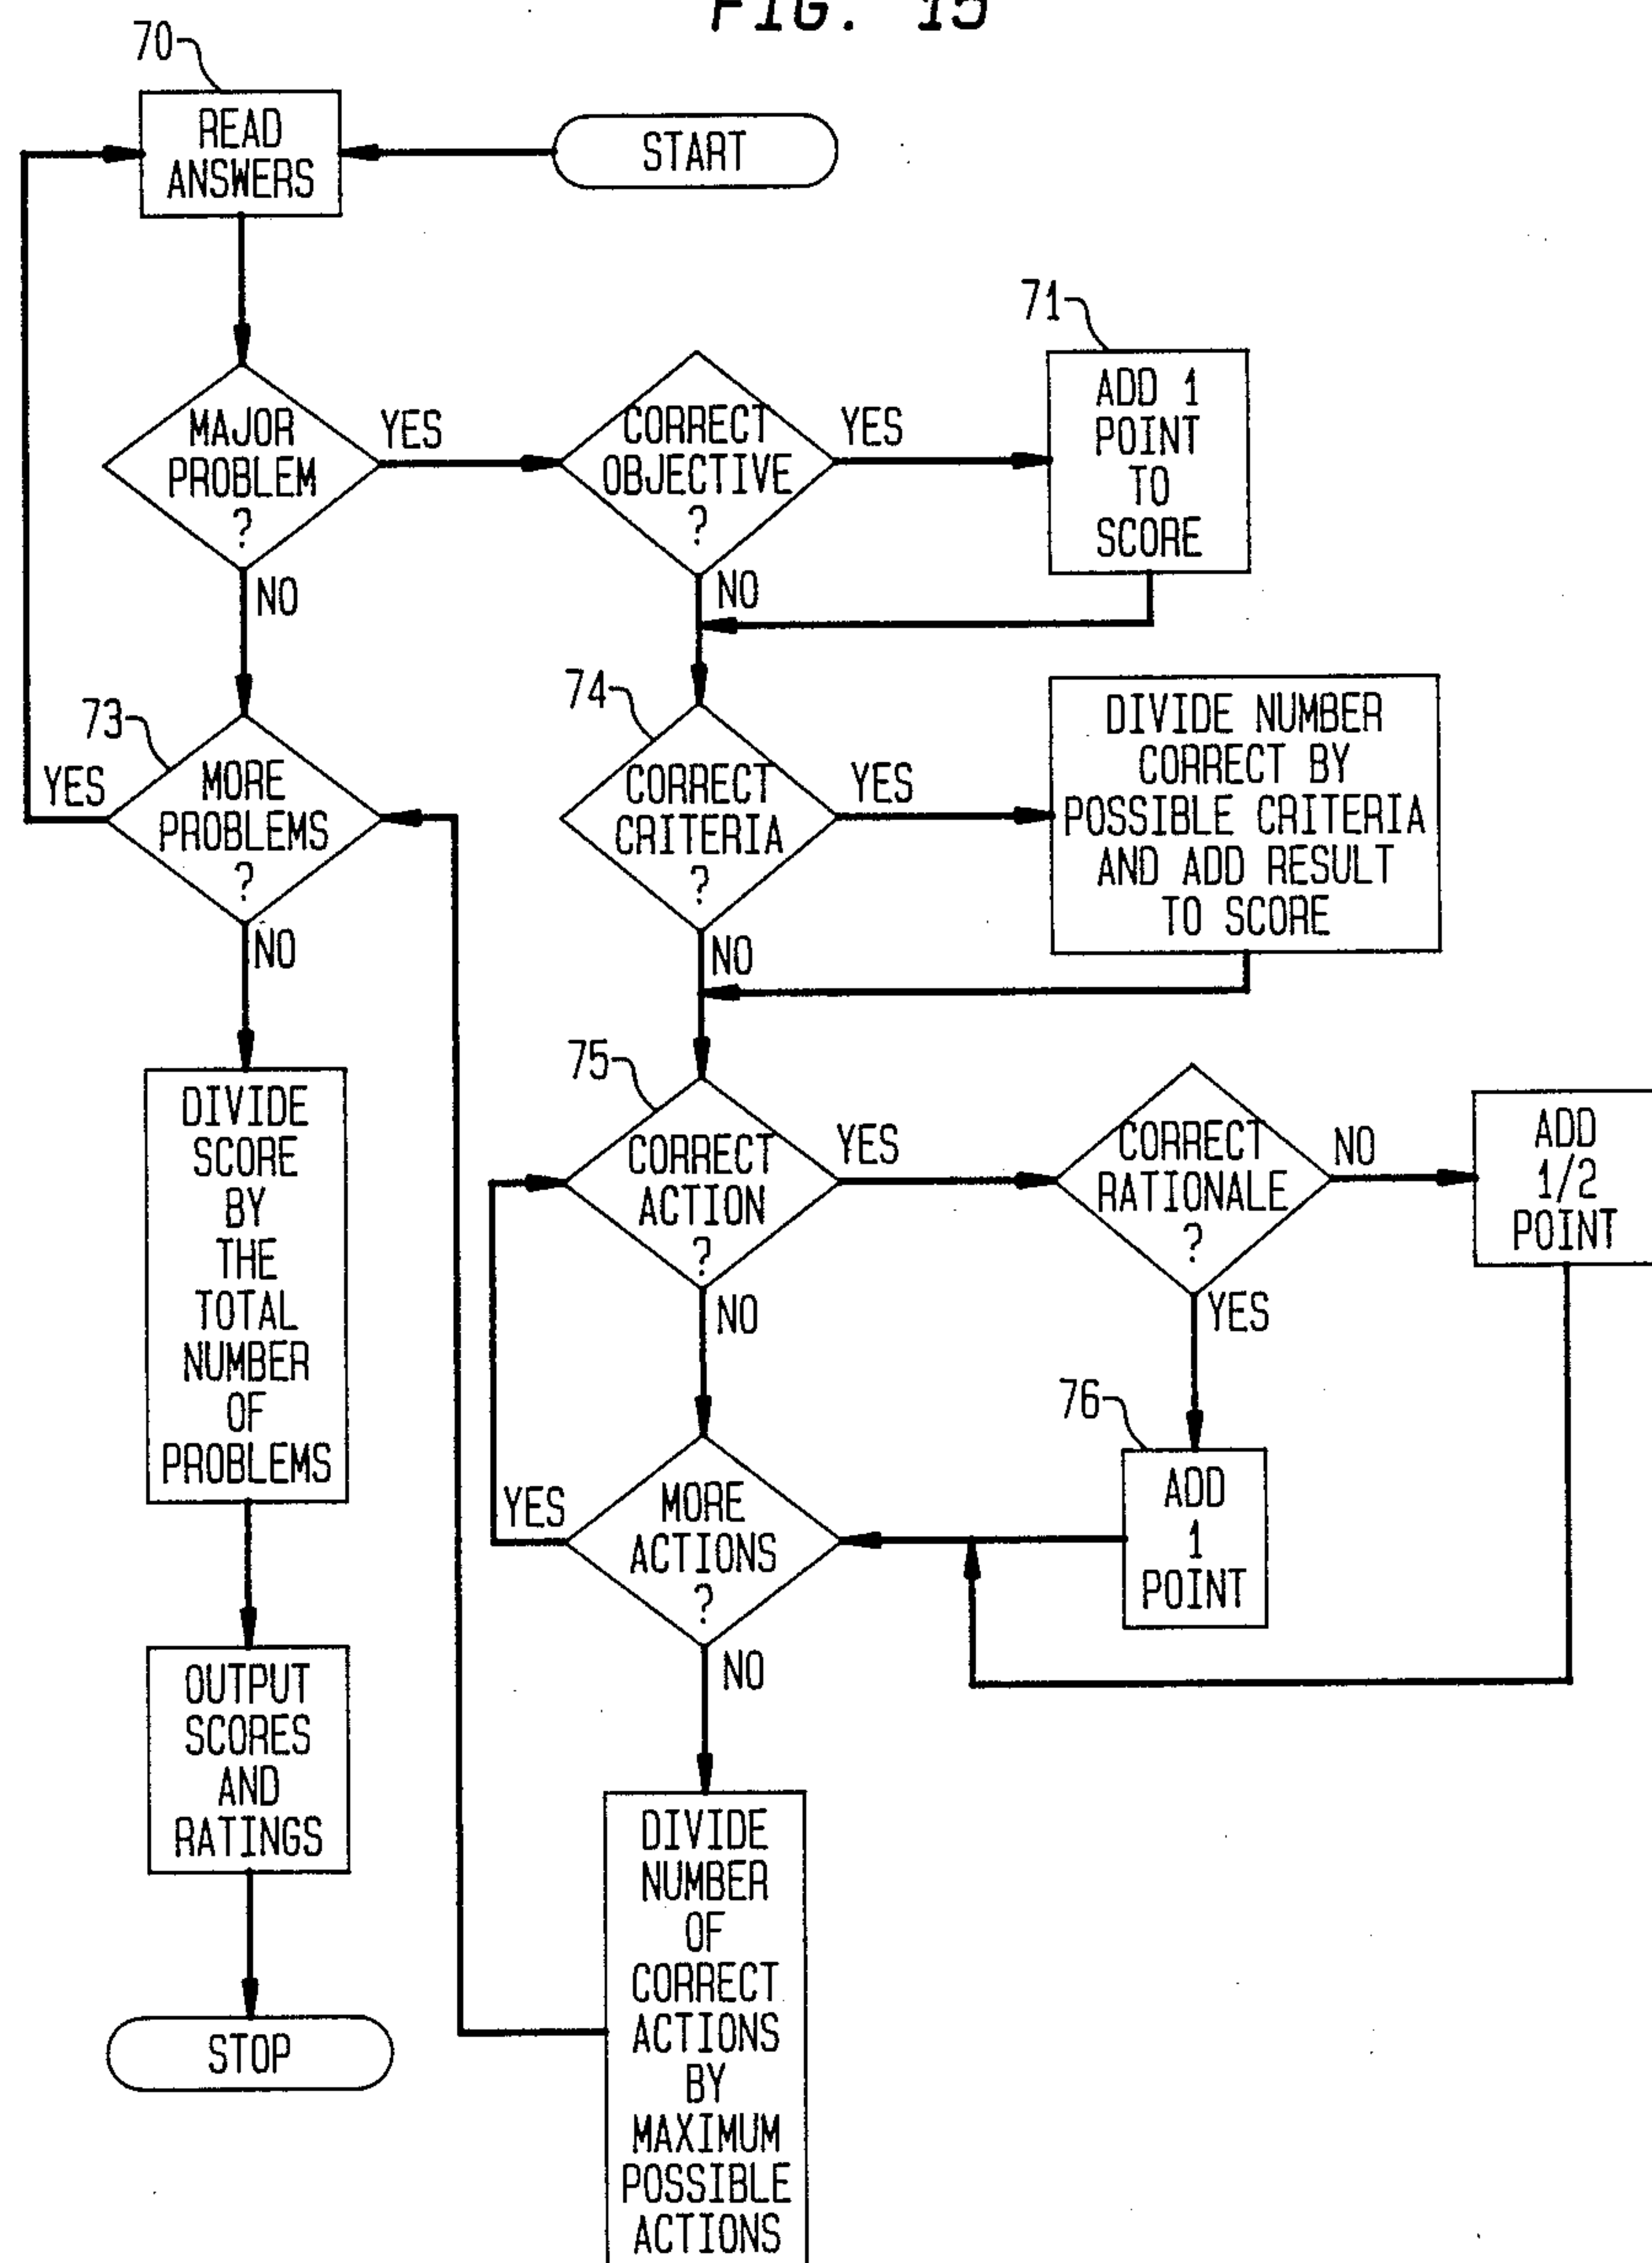 FIG. 15
70
READ
ANSWERS
START
71
MAJOR
PROBLEM
?
YES
NO
CORRECT
OBJECTIVE
?
YES
NO
ADD 1
POINT
TO
SCORE
73
MORE
PROBLEMS
?
YES
NO
74
CORRECT
CRITERIA
?
YES
NO
DIVIDE NUMBER
CORRECT BY
POSSIBLE CRITERIA
AND ADD RESULT
TO SCORE
DIVIDE
SCORE
BY
THE
TOTAL
NUMBER
OF
PROBLEMS
75
CORRECT
ACTION
?
YES
NO
CORRECT
RATIONALE
?
NO
YES
ADD
1/2
POINT
76
ADD
1
POINT
MORE
ACTIONS
?
YES
NO
OUTPUT
SCORES
AND
RATINGS
STOP
DIVIDE
NUMBER
OF
CORRECT
ACTIONS
BY
MAXIMUM
POSSIBLE
ACTIONS